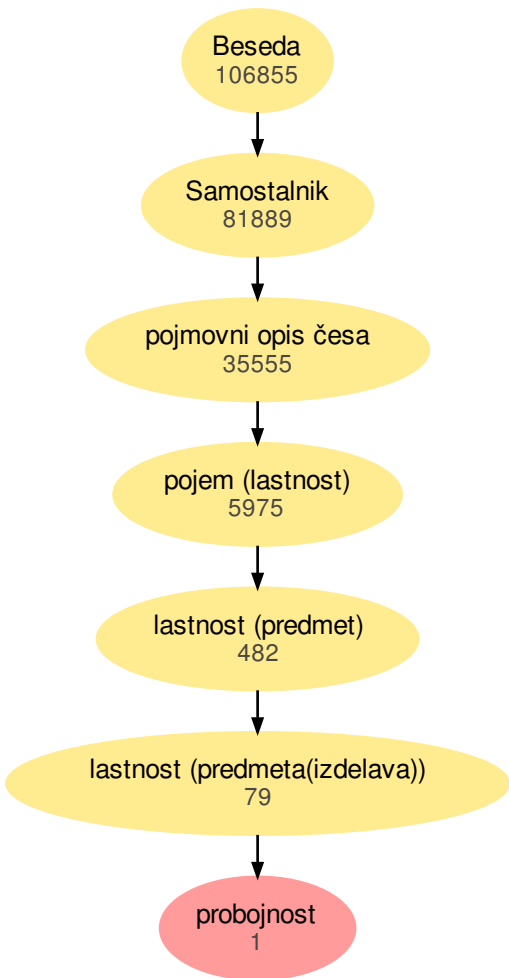 Beseda
106855
Samostalnik
81889
pojmovni opis česa
35555
pojem (lastnost)
5975
lastnost (predmet)
482
lastnost (predmeta(izdelava))
79
probojnost
1